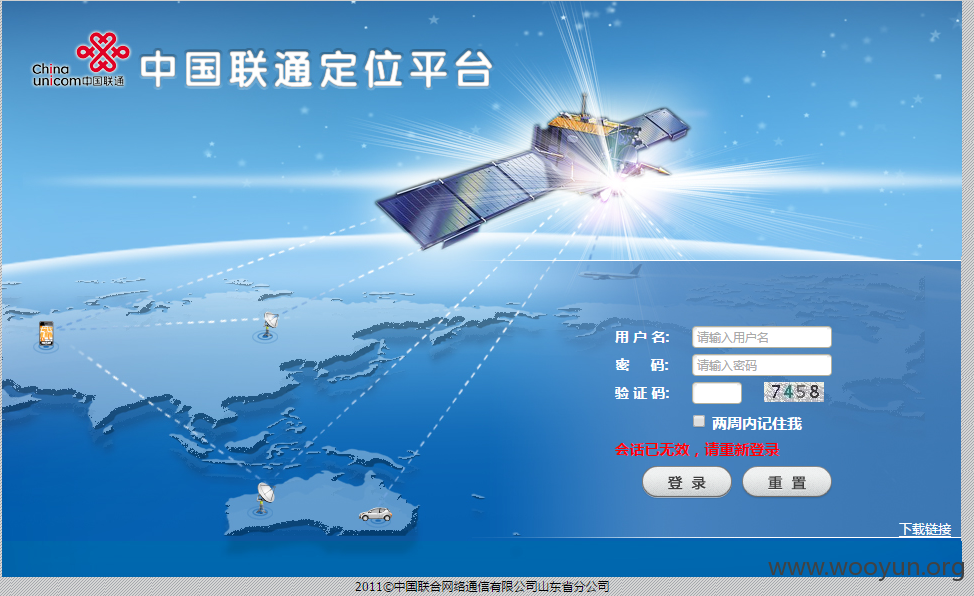 China
unicom中国联通
中国联通定位平台
用户名: 请输入用户名
密 码: 请输入密码
验证码: 7458
两周内记住我
会话已无效，请重新登录
登 录 重 置
下载链接
www.wooyun.org
2011©中国联合网络通信有限公司山东省分公司